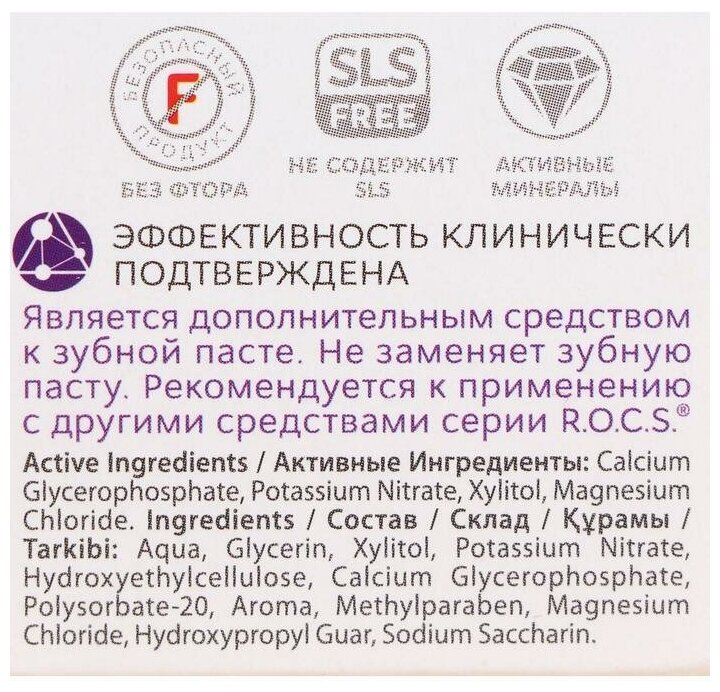 БЕЗОПАСНЫЙ ПРОДУКТ
F
БЕЗ ФТОРА
SLS
FREE
НЕ СОДЕРЖИТ
SLS
АКТИВНЫЕ
МИНЕРАЛЫ
ЭФФЕКТИВНОСТЬ КЛИНИЧЕСКИ
ПОДТВЕРЖДЕНА
Является дополнительным средством
к зубной пасте. Не заменяет зубную
пасту. Рекомендуется к применению
с другими средствами серии R.O.C.S.®
Active Ingredients / Активные Ингредиенты: Calcium
Glycerophosphate, Potassium Nitrate, Xylitol, Magnesium
Chloride. Ingredients / Состав / Склад / Құрамы /
Tarkibi: Aqua, Glycerin, Xylitol, Potassium Nitrate,
Hydroxyethylcellulose, Calcium Glycerophosphate,
Polysorbate-20, Aroma, Methylparaben, Magnesium
Chloride, Hydroxypropyl Guar, Sodium Saccharin.